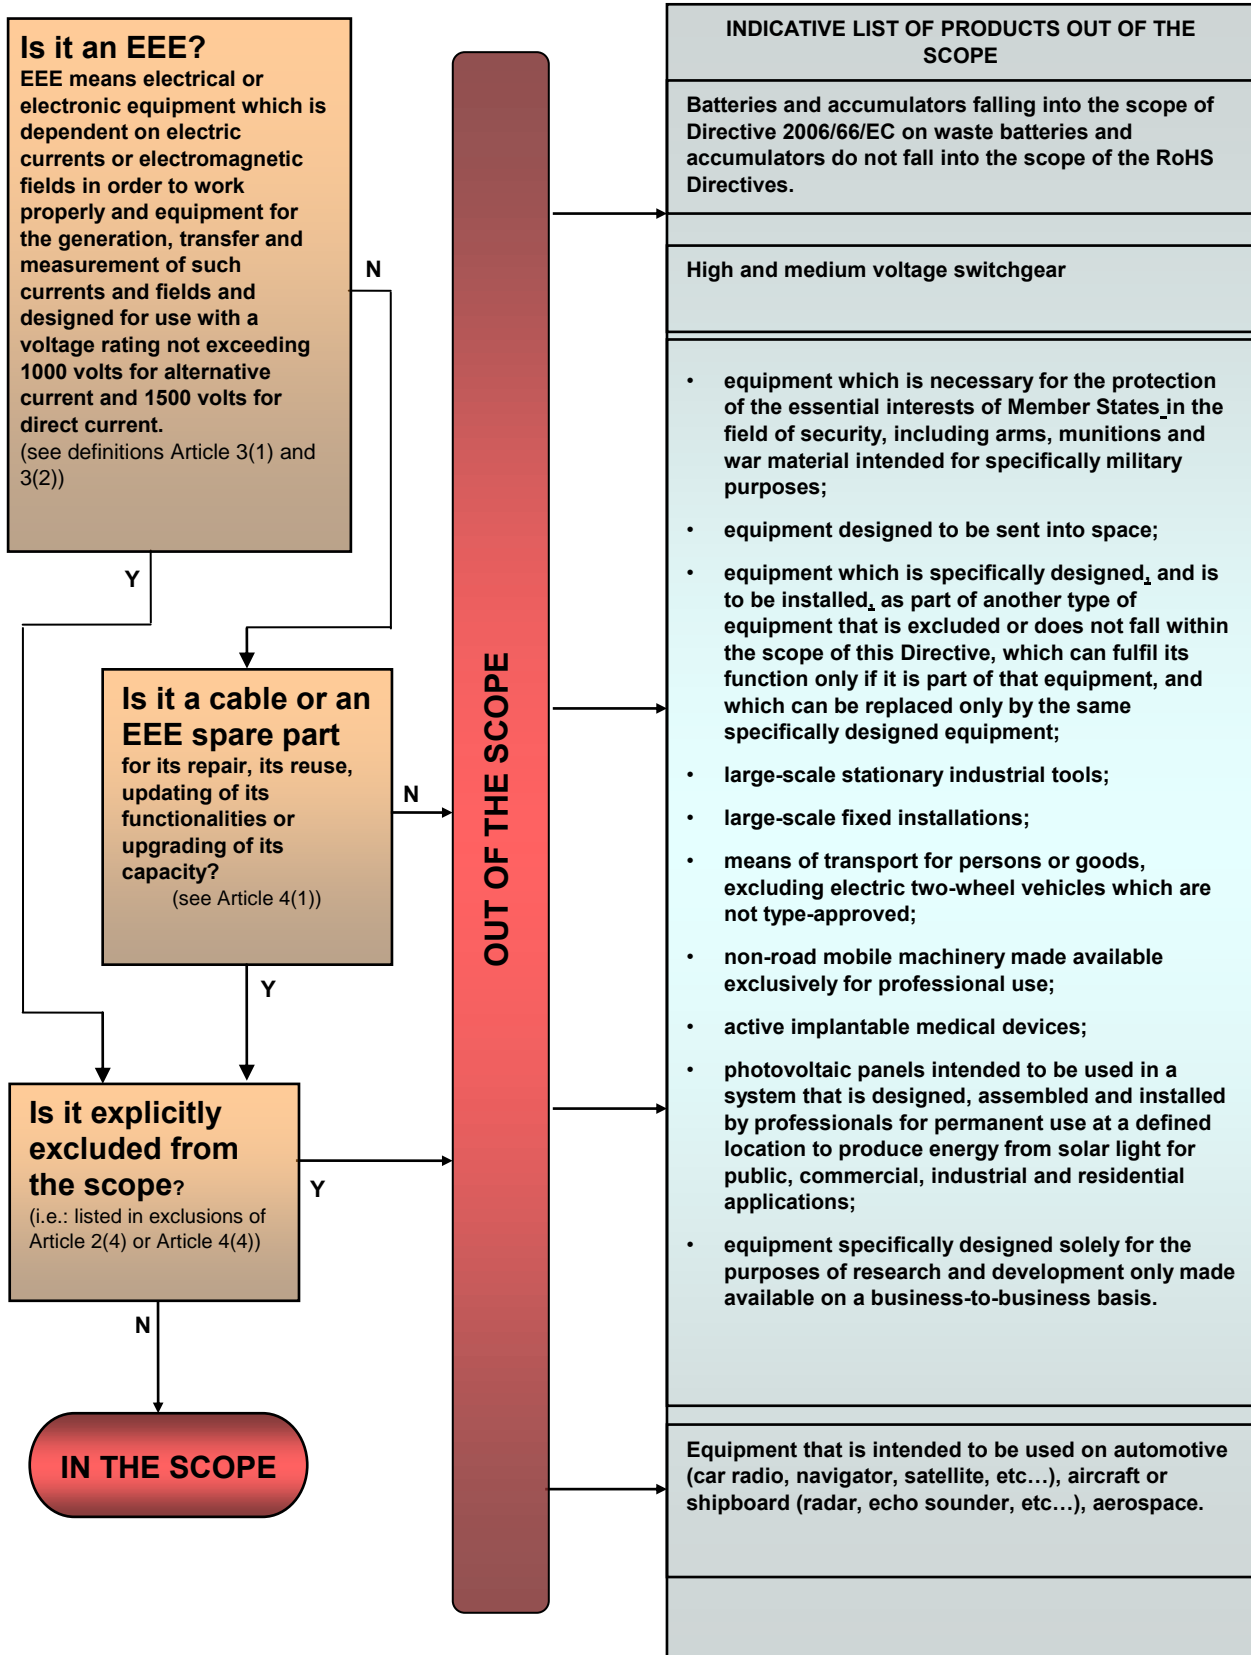 Is it an EEE?
EEE means electrical or
electronic equipment which is
dependent on electric
currents or electromagnetic
fields in order to work
properly and equipment for
the generation, transfer and
measurement of such
currents and fields and
designed for use with a
voltage rating not exceeding
1000 volts for alternative
current and 1500 volts for
direct current.
(see definitions Article 3(1) and
3(2))
N
Y
Is it a cable or an
EEE spare part
for its repair, its reuse,
updating of its
functionalities or
upgrading of its
capacity?
(see Article 4(1))
N
Y
Is it explicitly
excluded from
the scope?
(i.e.: listed in exclusions of
Article 2(4) or Article 4(4))
Y
N
IN THE SCOPE
OUT OF THE SCOPE
INDICATIVE LIST OF PRODUCTS OUT OF THE
SCOPE
Batteries and accumulators falling into the scope of
Directive 2006/66/EC on waste batteries and
accumulators do not fall into the scope of the RoHS
Directives.
High and medium voltage switchgear
• equipment which is necessary for the protection
of the essential interests of Member States in the
field of security, including arms, munitions and
war material intended for specifically military
purposes;
• equipment designed to be sent into space;
• equipment which is specifically designed, and is
to be installed, as part of another type of
equipment that is excluded or does not fall within
the scope of this Directive, which can fulfil its
function only if it is part of that equipment, and
which can be replaced only by the same
specifically designed equipment;
• large-scale stationary industrial tools;
• large-scale fixed installations;
• means of transport for persons or goods,
excluding electric two-wheel vehicles which are
not type-approved;
• non-road mobile machinery made available
exclusively for professional use;
• active implantable medical devices;
• photovoltaic panels intended to be used in a
system that is designed, assembled and installed
by professionals for permanent use at a defined
location to produce energy from solar light for
public, commercial, industrial and residential
applications;
• equipment specifically designed solely for the
purposes of research and development only made
available on a business-to-business basis.
Equipment that is intended to be used on automotive
(car radio, navigator, satellite, etc…), aircraft or
shipboard (radar, echo sounder, etc…), aerospace.